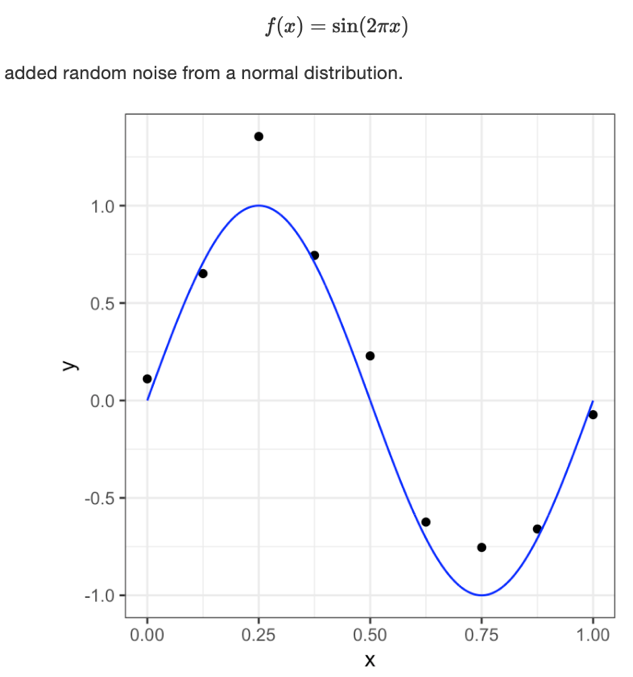 f(x) = sin(2πx)
added random noise from a normal distribution.
1.0
0.5
0.0
-0.5
-1.0
y
0.00 0.25 0.50 0.75 1.00
x